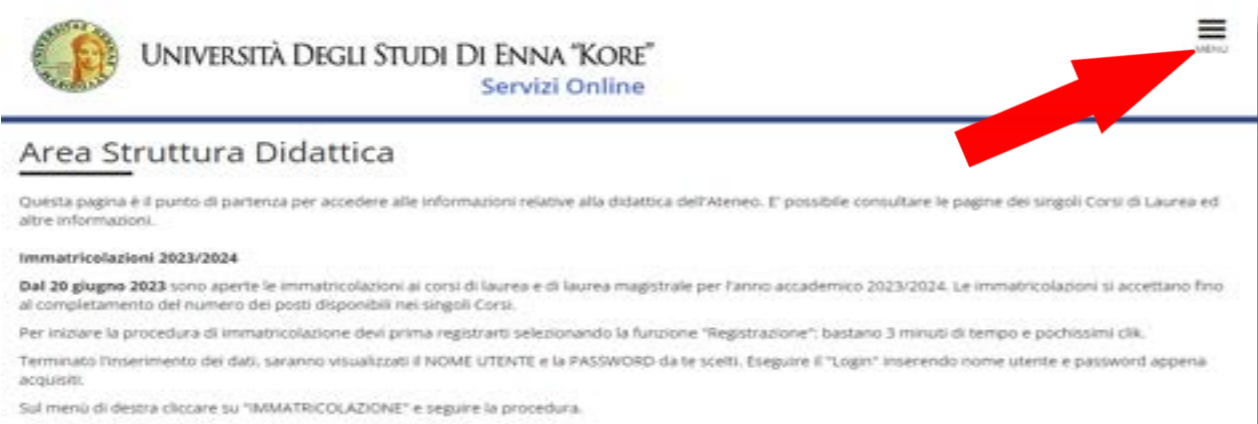 UNIVERSITÀ DEGLI STUDI DI ENNA "KORE"
Servizi Online
MENU
Area Struttura Didattica
Questa pagina è il punto di partenza per accedere alle informazioni relative alla didattica dell'Ateneo. E' possibile consultare le pagine dei singoli Corsi di Laurea ed
altre informazioni.
Immatricolazioni 2023/2024
Dal 20 giugno 2023 sono aperte le immatricolazioni ai corsi di laurea e di laurea magistrale per l'anno accademico 2023/2024. Le immatricolazioni si accettano fino
al completamento del numero dei posti disponibili nei singoli Corsi.
Per iniziare la procedura di immatricolazione devi prima registrarti selezionando la funzione "Registrazione": bastano 3 minuti di tempo e pochissimi clik.
Terminato l'inserimento dei dati, saranno visualizzati il NOME UTENTE e la PASSWORD da te scelti. Eseguire il "Login" inserendo nome utente e password appena
acquisiti.
Sul menù di destra cliccare su "IMMATRICOLAZIONE" e seguire la procedura.